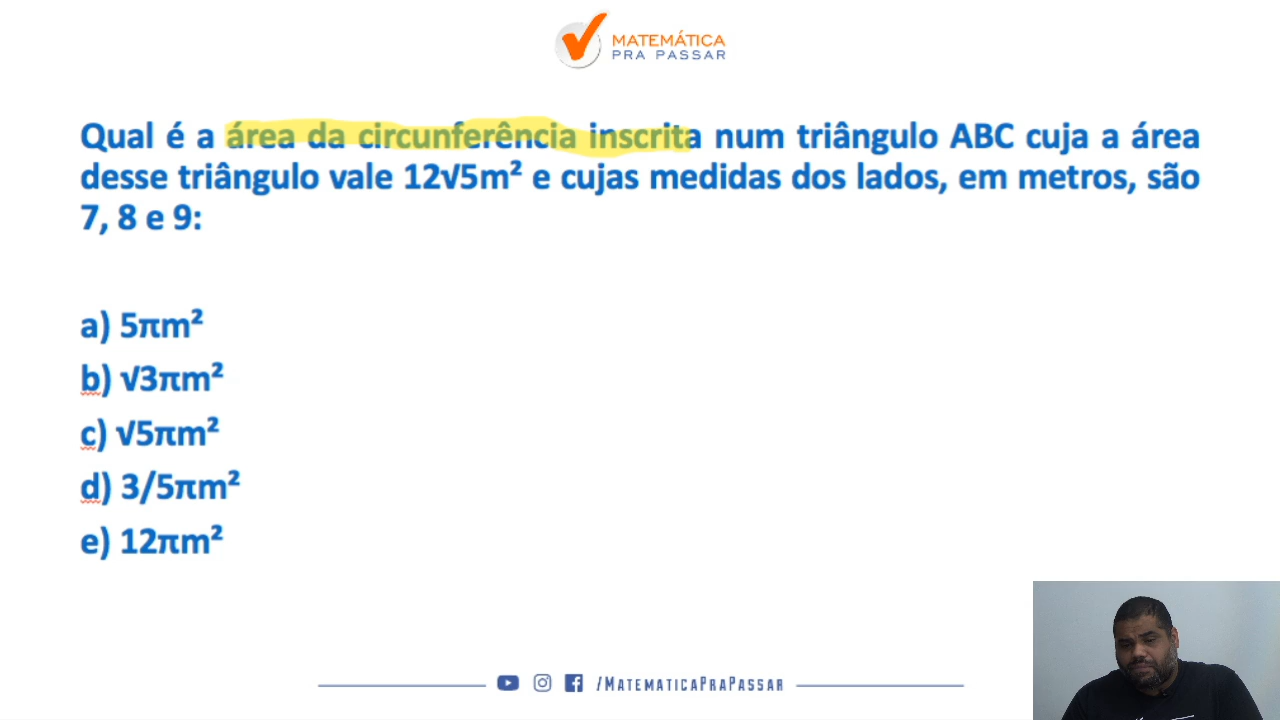 MATEMÁTICA
PRA PASSAR
Qual é a área da circunferência inscrita num triângulo ABC cuja a área
desse triângulo vale 12√5m² e cujas medidas dos lados, em metros, são
7, 8 e 9:
a) 5πm²
b) √3πm²
c) √5πm²
d) 3/5πm²
e) 12πm²
/MATEMATICAPRAPASSAR